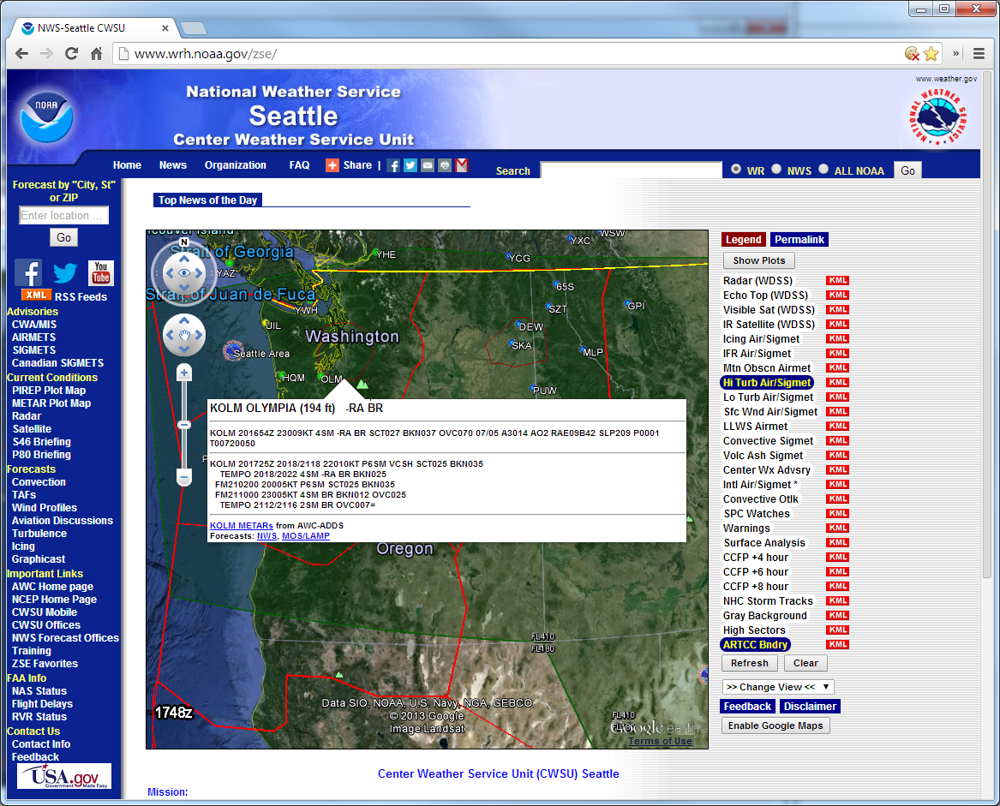 NWS-Seattle CWSU
www.wrh.noaa.gov/zse/
www.weather.gov
NOAA
National Weather Service
Seattle
Center Weather Service Unit
NATIONAL WEATHER SERVICE
Home News Organization FAQ Share | Search WR NWS ALL NOAA Go
Forecast by "City, St"
or ZIP
Enter location ...
Go
You Tube
XML RSS Feeds
Advisories
CWA/MIS
AIRMETS
SIGMETS
Canadian SIGMETS
Current Conditions
PIREP Plot Map
METAR Plot Map
Radar
Satellite
S46 Briefing
P80 Briefing
Forecasts
Convection
TAFs
Wind Profiles
Aviation Discussions
Turbulence
Icing
Graphicast
Important Links
AWC Home page
NCEP Home Page
CWSU Mobile
CWSU Offices
NWS Forecast Offices
Training
ZSE Favorites
FAA Info
NAS Status
Flight Delays
RVR Status
Contact Us
Contact Info
Feedback
USA.gov
Government Made Easy
Top News of the Day
N
Strait of Georgia
YHE
YCG
YXC
WSW
YAZ
Strait of Juan de Fuca
65S
YWH
SZT
GPI
UIL
Washington
DEW
SKA
MLP
Seattle Area
HQM
OLM
PUW
KOLM OLYMPIA (194 ft) -RA BR
KOLM 201654Z 23009KT 4SM -RA BR SCT027 BKN037 OVC070 07/05 A3014 AO2 RAE09B42 SLP209 P0001
T00720050
KOLM 201725Z 2018/2118 22010KT P6SM VCSH SCT025 BKN035
TEMPO 2018/2022 4SM -RA BR BKN025
FM210200 20005KT P6SM SCT025 BKN035
FM211000 23005KT 4SM BR BKN012 OVC025
TEMPO 2112/2116 2SM BR OVC007=
KOLM METARs from AWC-ADDS
Forecasts: NWS, MOS/LAMP
Oregon
FL410
FL180
1748z
Data SIO, NOAA, U.S. Navy, NGA, GEBCO
© 2013 Google
Image Landsat
FL410
Google earth
Terms of Use
Legend Permalink
Show Plots
Radar (WDSS) KML
Echo Top (WDSS) KML
Visible Sat (WDSS) KML
IR Satellite (WDSS) KML
Icing Air/Sigmet KML
IFR Air/Sigmet KML
Mtn Obscn Airmet KML
Hi Turb Air/Sigmet KML
Lo Turb Air/Sigmet KML
Sfc Wnd Air/Sigmet KML
LLWS Airmet KML
Convective Sigmet KML
Volc Ash Sigmet KML
Center Wx Advsry KML
Intl Air/Sigmet * KML
Convective Otlk KML
SPC Watches KML
Warnings KML
Surface Analysis KML
CCFP +4 hour KML
CCFP +6 hour KML
CCFP +8 hour KML
NHC Storm Tracks KML
Gray Background KML
High Sectors KML
ARTCC Bndry KML
Refresh Clear
>> Change View <<
Feedback Disclaimer
Enable Google Maps
Center Weather Service Unit (CWSU) Seattle
Mission: